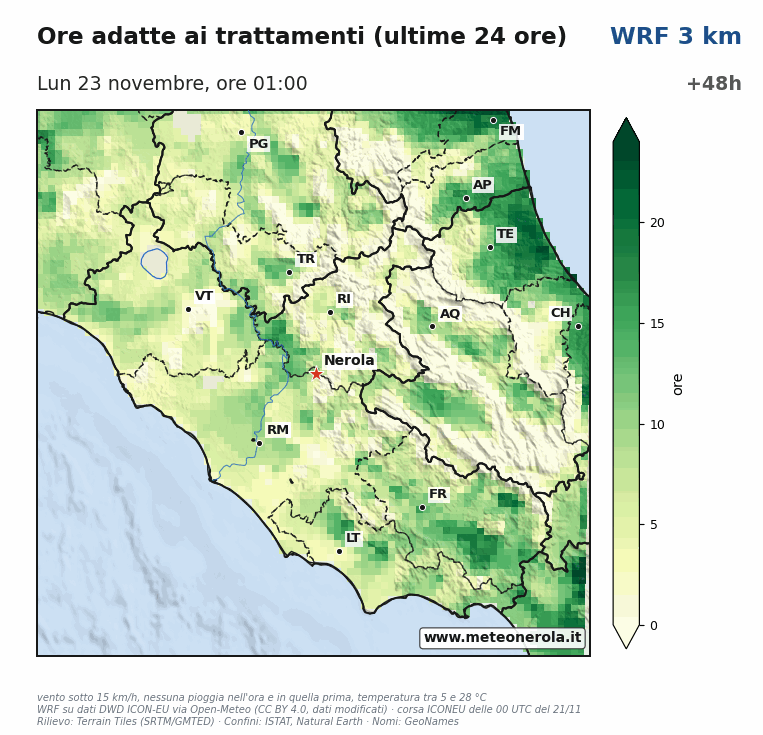 Ore adatte ai trattamenti (ultime 24 ore)
WRF 3 km
Lun 23 novembre, ore 01:00
+48h
FM
PG
AP
TE
TR
VT
RI
AQ
CH
Nerola
RM
FR
LT
www.meteonerola.it
20
15
10
5
0
ore
vento sotto 15 km/h, nessuna pioggia nell'ora e in quella prima, temperatura tra 5 e 28 °C
WRF su dati DWD ICON-EU via Open-Meteo (CC BY 4.0, dati modificati) · corsa ICONEU delle 00 UTC del 21/11
Rilievo: Terrain Tiles (SRTM/GMTED) · Confini: ISTAT, Natural Earth · Nomi: GeoNames